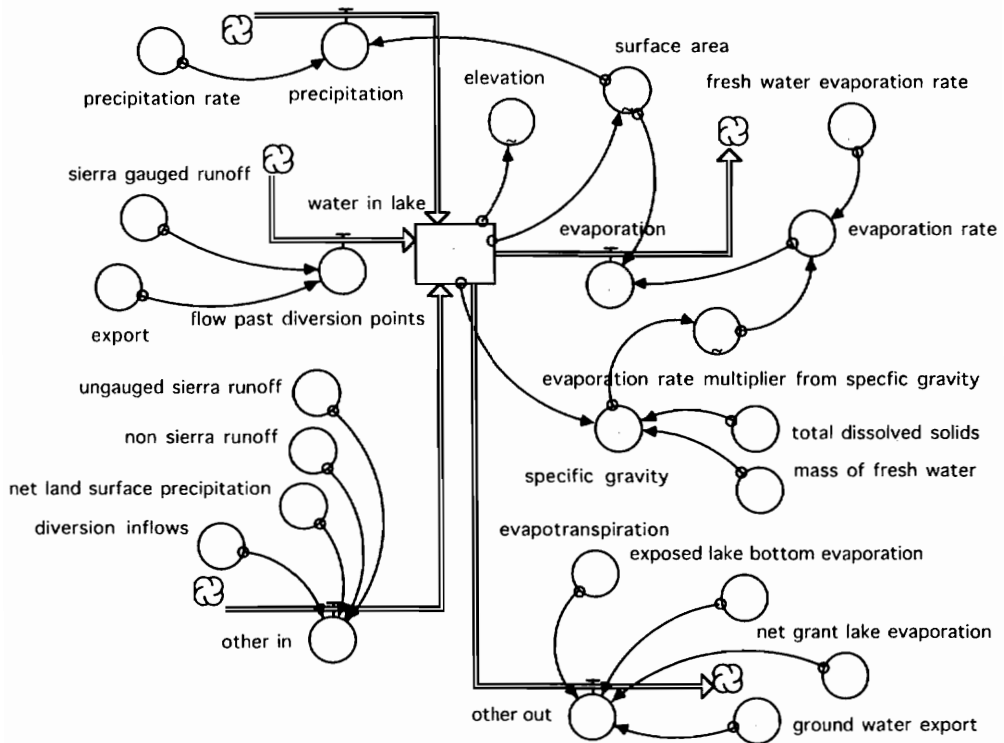 surface area
elevation
fresh water evaporation rate
precipitation rate
precipitation
sierra gauged runoff
water in lake
evaporation
evaporation rate
export
flow past diversion points
ungauged sierra runoff
evaporation rate multiplier from specfic gravity
non sierra runoff
total dissolved solids
mass of fresh water
specific gravity
net land surface precipitation
diversion inflows
evapotranspiration
exposed lake bottom evaporation
other in
net grant lake evaporation
other out
ground water export